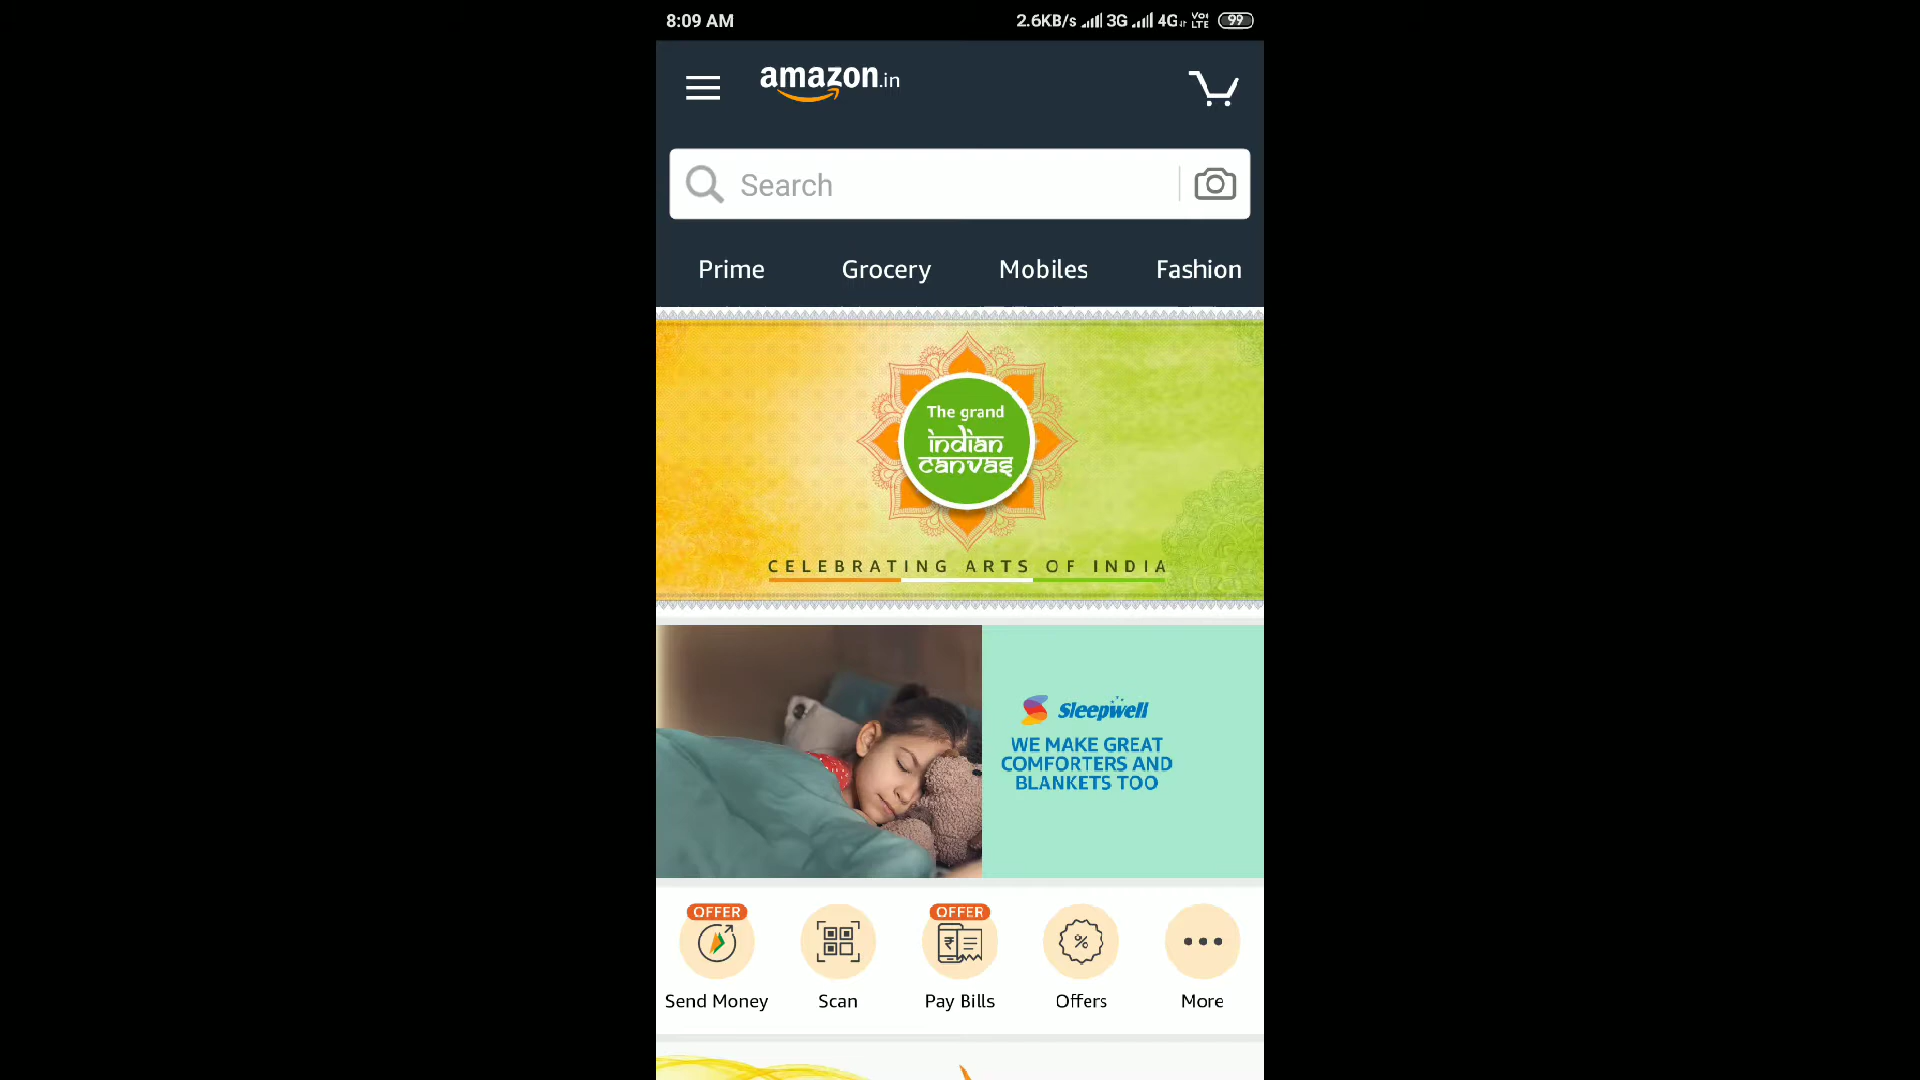 8:09 AM
2.6KB/s 3G 4G VoLTE 99
amazon.in
Search
Prime Grocery Mobiles Fashion
The grand
indian
canvas
CELEBRATING ARTS OF INDIA
Sleepwell
WE MAKE GREAT
COMFORTERS AND
BLANKETS TOO
OFFER OFFER
Send Money Scan Pay Bills Offers More